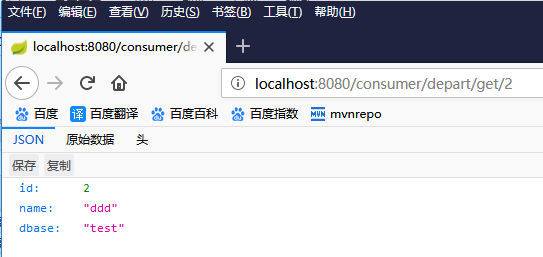 文件(F) 编辑(E) 查看(V) 历史(S) 书签(B) 工具(T) 帮助(H)
localhost:8080/consumer/de
localhost:8080/consumer/depart/get/2
百度 译 百度翻译 百度百科 百度指数 MVN mvnrepo
JSON 原始数据 头
保存 复制
id: 2
name: "ddd"
dbase: "test"